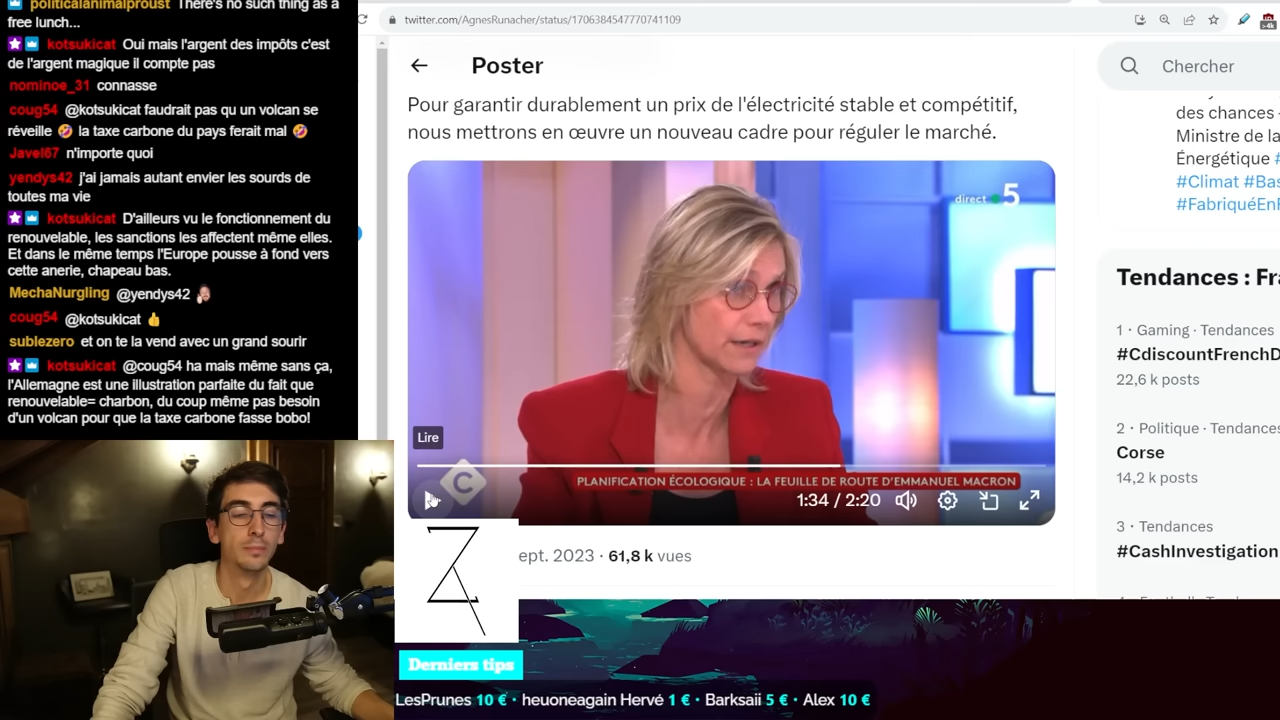 politicalanimalproust There's no such thing as a
free lunch...
kotsukicat Oui mais l'argent des impôts c'est
de l'argent magique il compte pas
nominoe_31 connasse
coug54 @kotsukicat faudrait pas qu un volcan se
réveille 🤣 la taxe carbone du pays ferait mal 🤣
Javel67 n'importe quoi
yendys42 j'ai jamais autant envier les sourds de
toutes ma vie
kotsukicat D'ailleurs vu le fonctionnement du
renouvelable, les sanctions les affectent même elles.
Et dans le même temps l'Europe pousse à fond vers
cette anerie, chapeau bas.
MechaNurgling @yendys42
coug54 @kotsukicat 👍
sublezero et on te la vend avec un grand sourir
kotsukicat @coug54 ha mais même sans ça,
l'Allemagne est une illustration parfaite du fait que
renouvelable= charbon, du coup même pas besoin
d'un volcan pour que la taxe carbone fasse bobo!
twitter.com/AgnesRunacher/status/1706384547770741109
>4k
Poster
Pour garantir durablement un prix de l'électricité stable et compétitif,
nous mettrons en œuvre un nouveau cadre pour réguler le marché.
direct 5
Lire
C
PLANIFICATION ÉCOLOGIQUE : LA FEUILLE DE ROUTE D'EMMANUEL MACRON
1:34 / 2:20
ept. 2023 · 61,8 k vues
Chercher
des chances ·
Ministre de la
Énergétique #
#Climat #Bas
#FabriquéEnF
Tendances : Fra
1 · Gaming · Tendances
#CdiscountFrenchD
22,6 k posts
2 · Politique · Tendances
Corse
14,2 k posts
3 · Tendances
#CashInvestigation
Z
Derniers tips
LesPrunes 10 € · heuoneagain Hervé 1 € · Barksaii 5 € · Alex 10 €